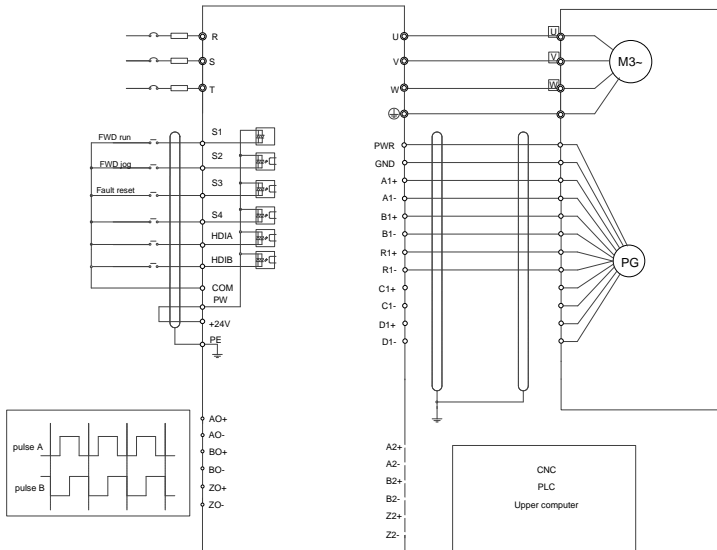 R
S
T
U
V
W
U
V
W
M3~
FWD run
FWD jog
Fault reset
S1
S2
S3
S4
HDIA
HDIB
COM
PW
+24V
PE
PWR
GND
A1+
A1-
B1+
B1-
R1+
R1-
C1+
C1-
D1+
D1-
PG
pulse A
pulse B
AO+
AO-
BO+
BO-
ZO+
ZO-
A2+
A2-
B2+
B2-
Z2+
Z2-
CNC
PLC
Upper computer